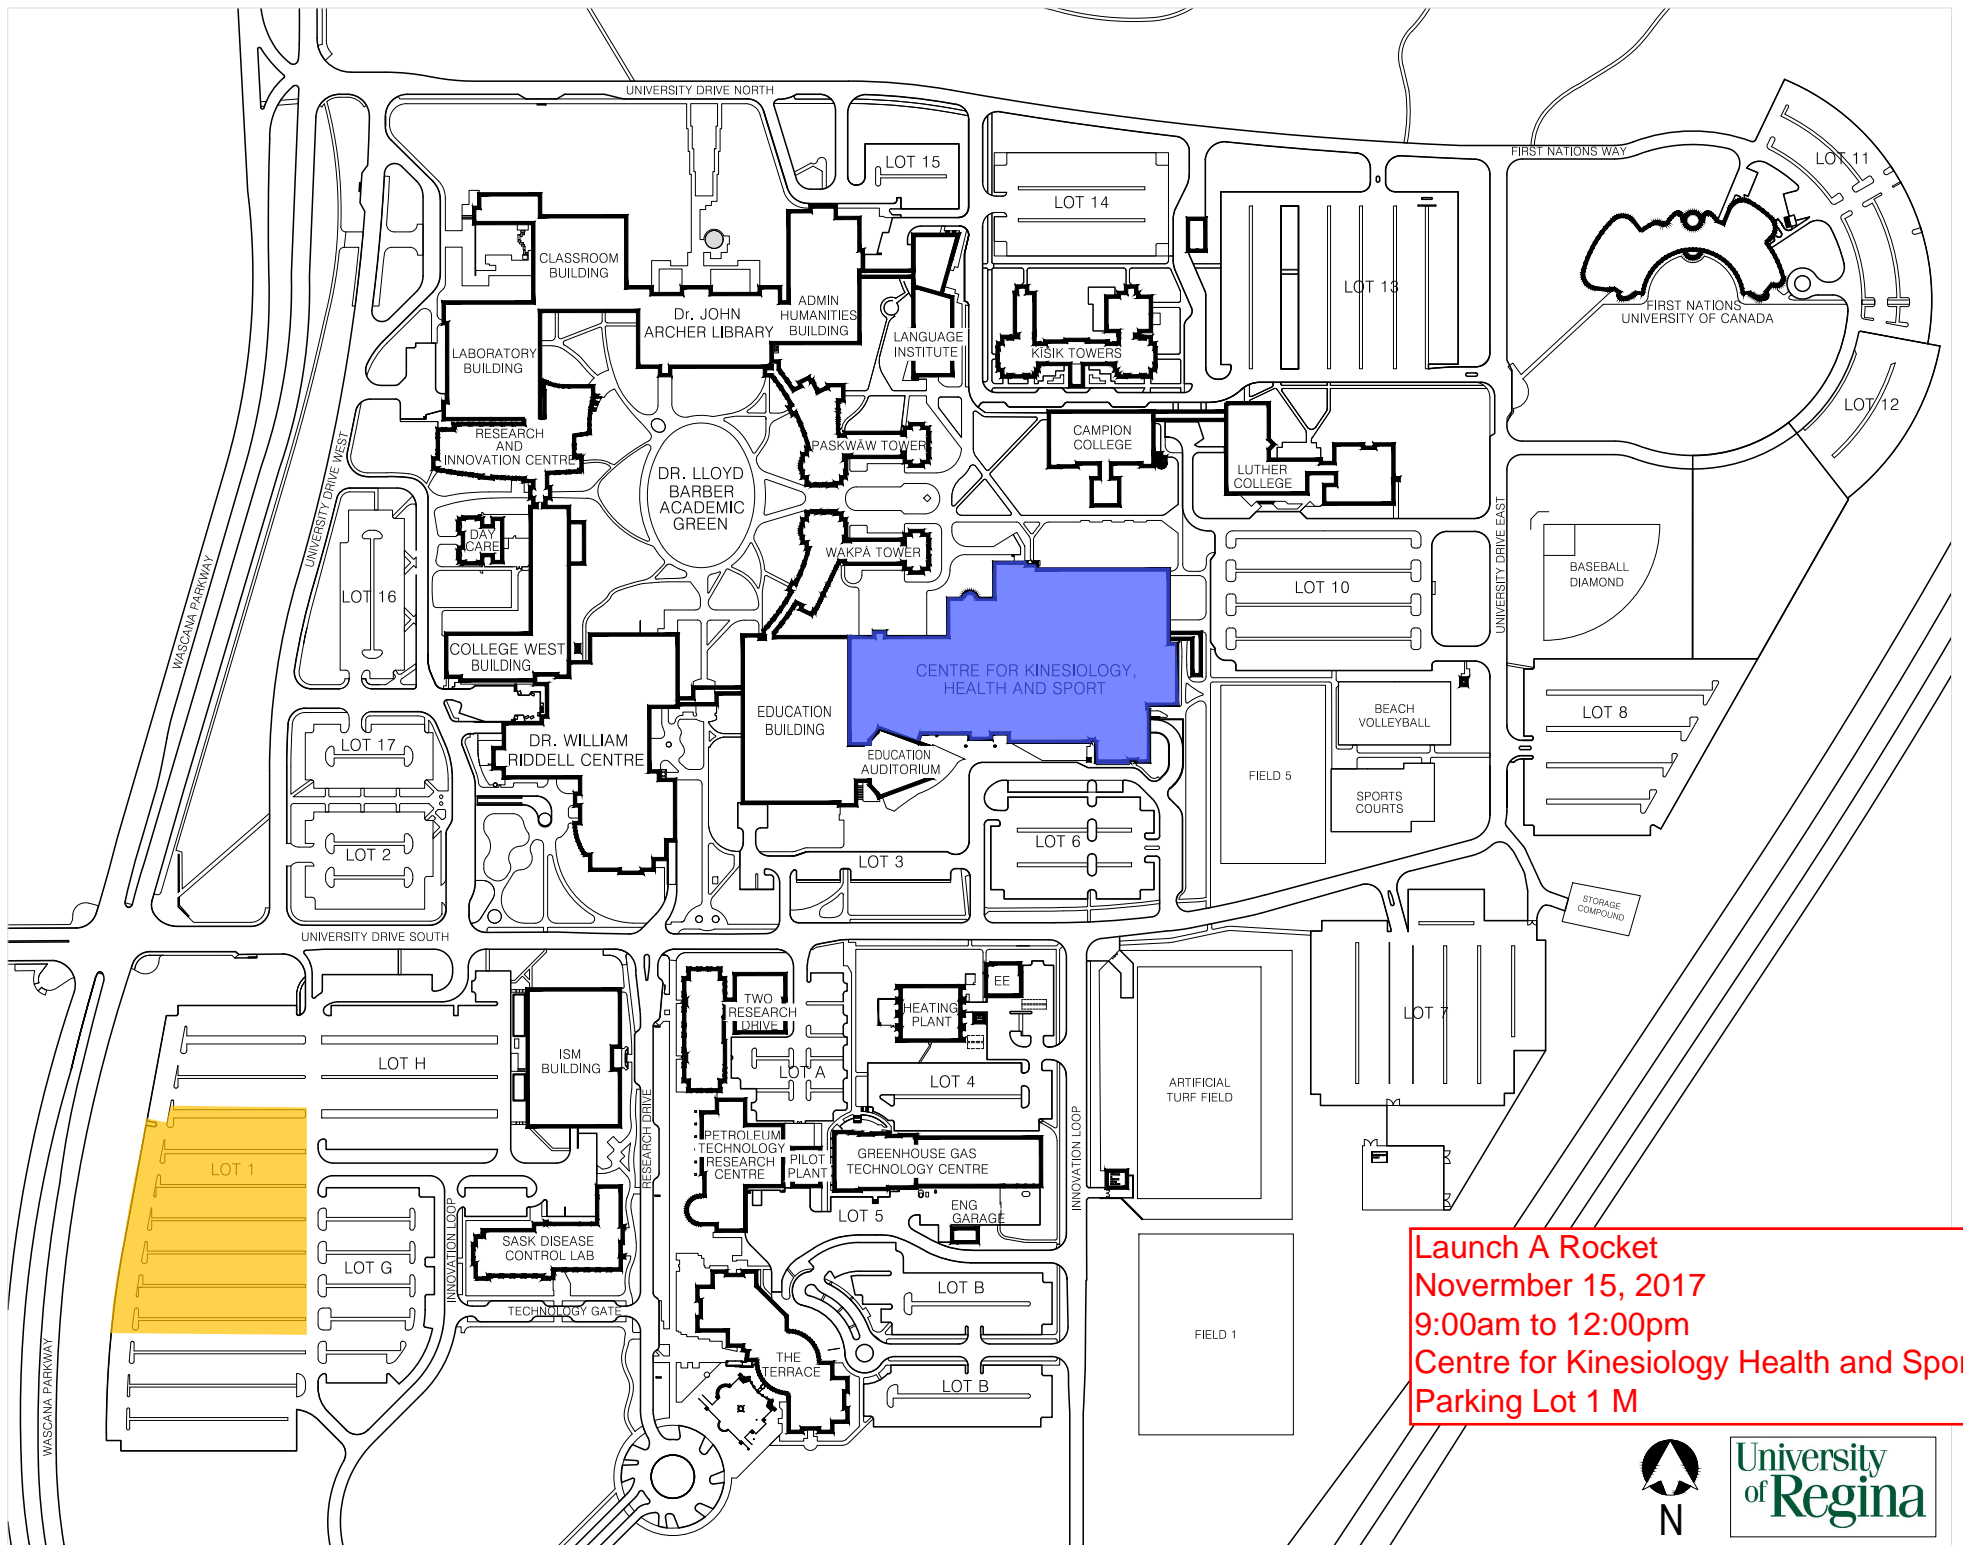 UNIVERSITY DRIVE NORTH
FIRST NATIONS WAY
LOT 11
LOT 15
LOT 14
CLASSROOM
BUILDING
LOT 13
ADMIN
HUMANITIES
BUILDING
Dr. JOHN
ARCHER LIBRARY
FIRST NATIONS
UNIVERSITY OF CANADA
LANGUAGE
INSTITUTE
KĪSIK TOWERS
LABORATORY
BUILDING
LOT 12
RESEARCH
AND
INNOVATION CENTRE
PASKWĀW TOWER
CAMPION
COLLEGE
LUTHER
COLLEGE
DR. LLOYD
BARBER
ACADEMIC
GREEN
UNIVERSITY DRIVE WEST
UNIVERSITY DRIVE EAST
DAY
CARE
WAKPÁ TOWER
BASEBALL
DIAMOND
LOT 10
LOT 16
WASCANA PARKWAY
COLLEGE WEST
BUILDING
CENTRE FOR KINESIOLOGY,
HEALTH AND SPORT
EDUCATION
BUILDING
BEACH
VOLLEYBALL
LOT 8
LOT 17
DR. WILLIAM
RIDDELL CENTRE
EDUCATION
AUDITORIUM
FIELD 5
SPORTS
COURTS
LOT 2
LOT 3
LOT 6
STORAGE
COMPOUND
UNIVERSITY DRIVE SOUTH
TWO
RESEARCH
DRIVE
EE
HEATING
PLANT
LOT 7
LOT H
ISM
BUILDING
LOT A
LOT 4
ARTIFICIAL
TURF FIELD
RESEARCH DRIVE
INNOVATION LOOP
PETROLEUM
TECHNOLOGY
RESEARCH
CENTRE
PILOT
PLANT
GREENHOUSE GAS
TECHNOLOGY CENTRE
LOT 1
LOT 5
ENG
GARAGE
INNOVATION LOOP
SASK DISEASE
CONTROL LAB
LOT G
TECHNOLOGY GATE
LOT B
FIELD 1
THE
TERRACE
LOT B
WASCANA PARKWAY
Launch A Rocket
Novermber 15, 2017
9:00am to 12:00pm
Centre for Kinesiology Health and Spor
Parking Lot 1 M
N
University
of Regina